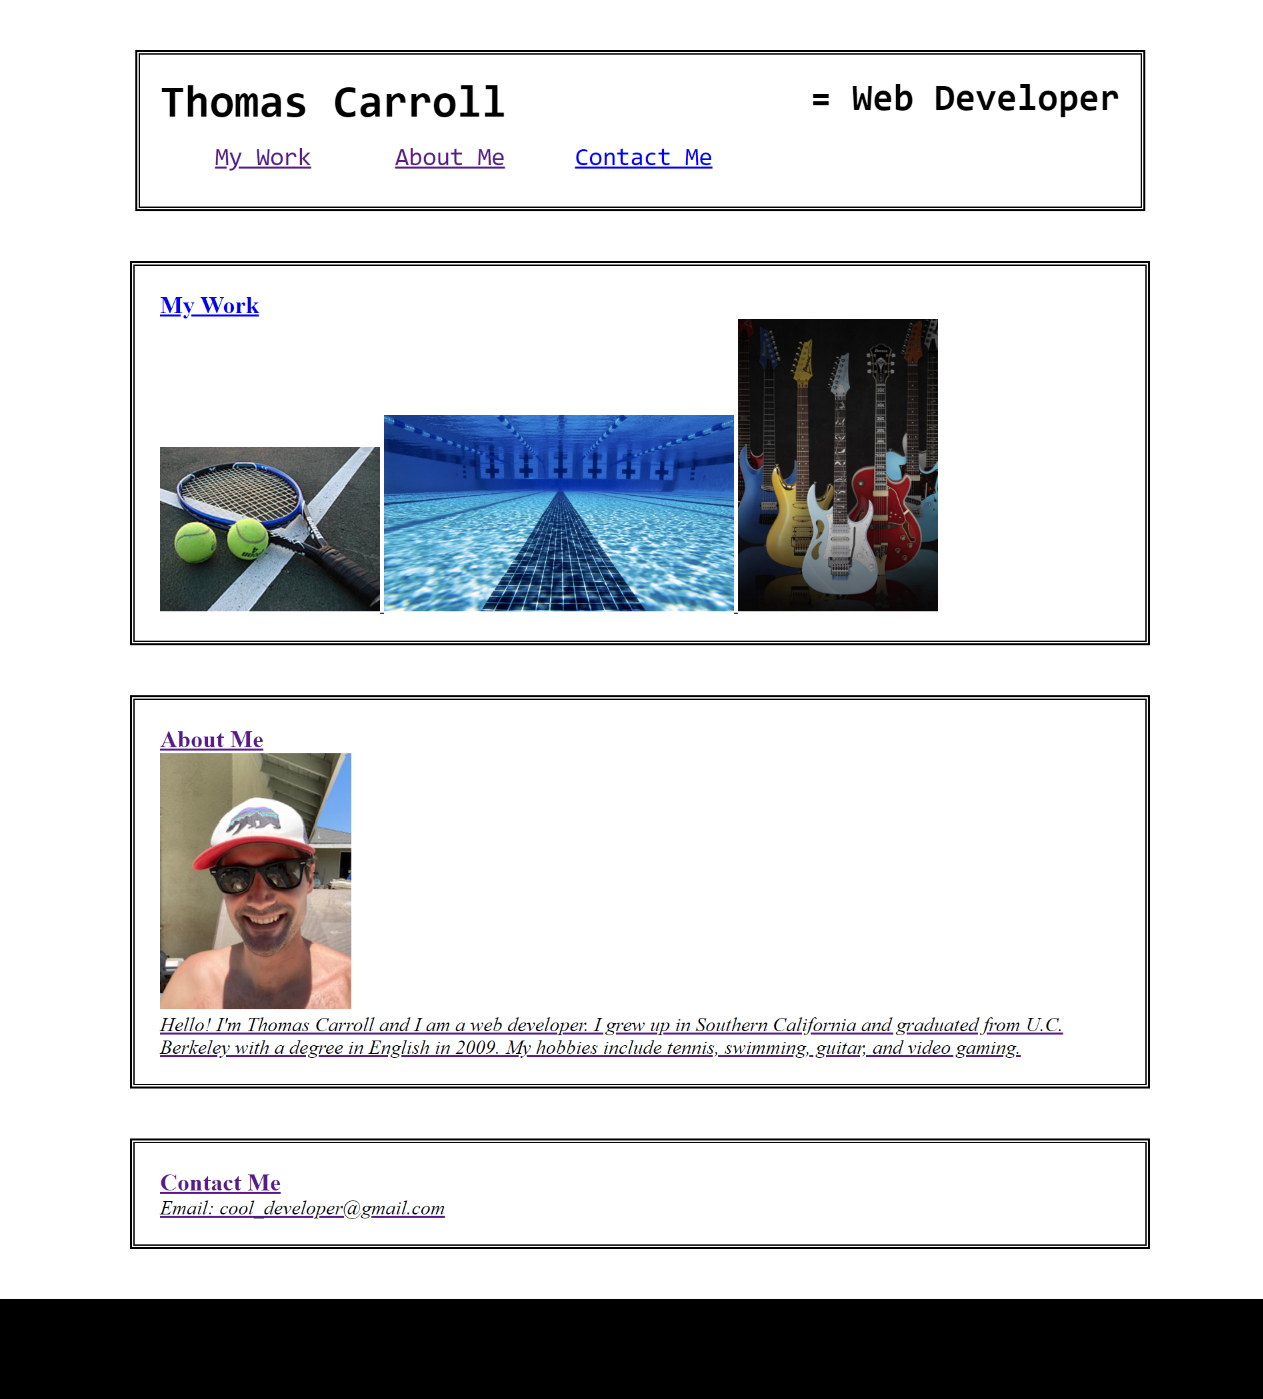 Thomas Carroll
= Web Developer
My Work
About Me
Contact Me
My Work
About Me
Hello! I'm Thomas Carroll and I am a web developer. I grew up in Southern California and graduated from U.C.
Berkeley with a degree in English in 2009. My hobbies include tennis, swimming, guitar, and video gaming.
Contact Me
Email: cool_developer@gmail.com